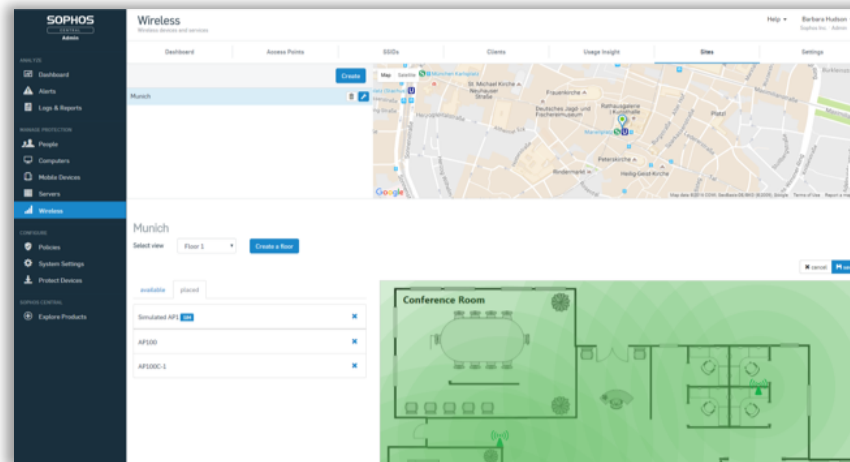 SOPHOS
CENTRAL
Admin
Wireless
Wireless devices and services
Help
Barbara Hudson
Sophos Inc · Admin
Dashboard
Access Points
SSIDs
Clients
Usage Insight
Sites
Settings
ANALYZE
Dashboard
Alerts
Logs & Reports
MANAGE PROTECTION
People
Computers
Mobile Devices
Servers
Wireless
CONFIGURE
Policies
System Settings
Protect Devices
SOPHOS CENTRAL
Explore Products
Create
Munich
Map
Satellite
St. Michael Kirche
Neuhauser
Straße
Frauenkirche
Deutsches Jagd und
Fischereimuseum
Rathausgalerie
Kunsthalle
Marienplatz
Platzl
Peterskirche
Rindermarkt
Heilig-Geist-Kirche
Google
Terms of Use
Munich
Select view
Floor 1
Create a floor
cancel
available
placed
Simulated AP1 SIM
AP100
AP100C-1
Conference Room